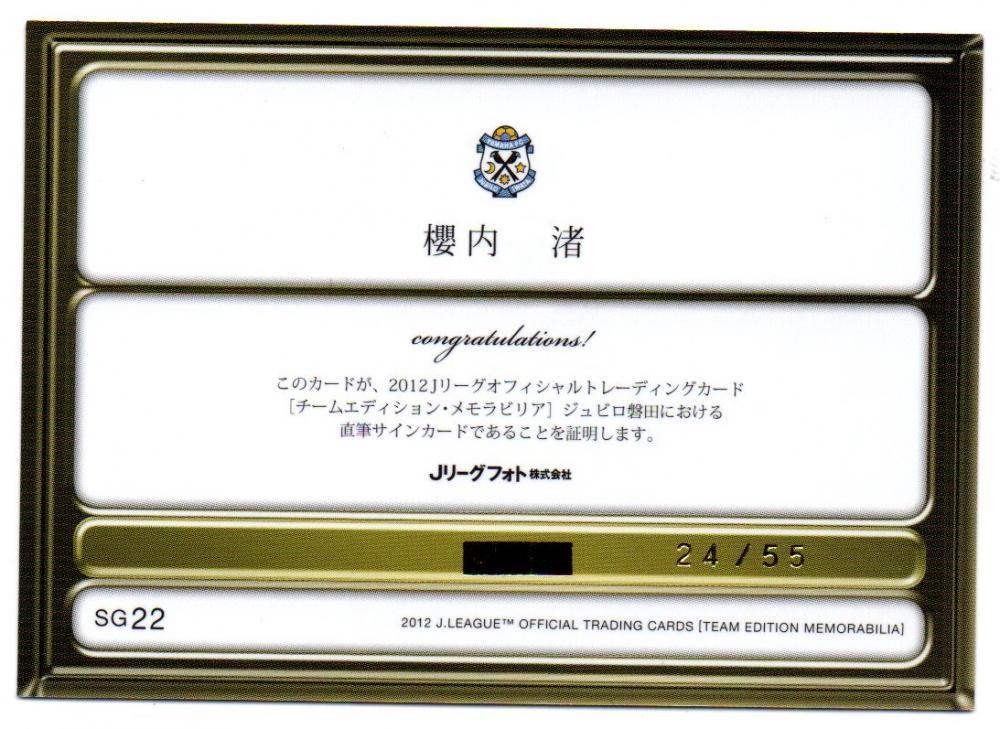 YAMAHA F.C.
JUBILO IWATA
櫻内 渚
congratulations!
このカードが、2012Jリーグオフィシャルトレーディングカード
[チームエディション・メモラビリア] ジュビロ磐田における
直筆サインカードであることを証明します。
Jリーグフォト株式会社
24/55
SG22
2012 J.LEAGUE™ OFFICIAL TRADING CARDS [TEAM EDITION MEMORABILIA]